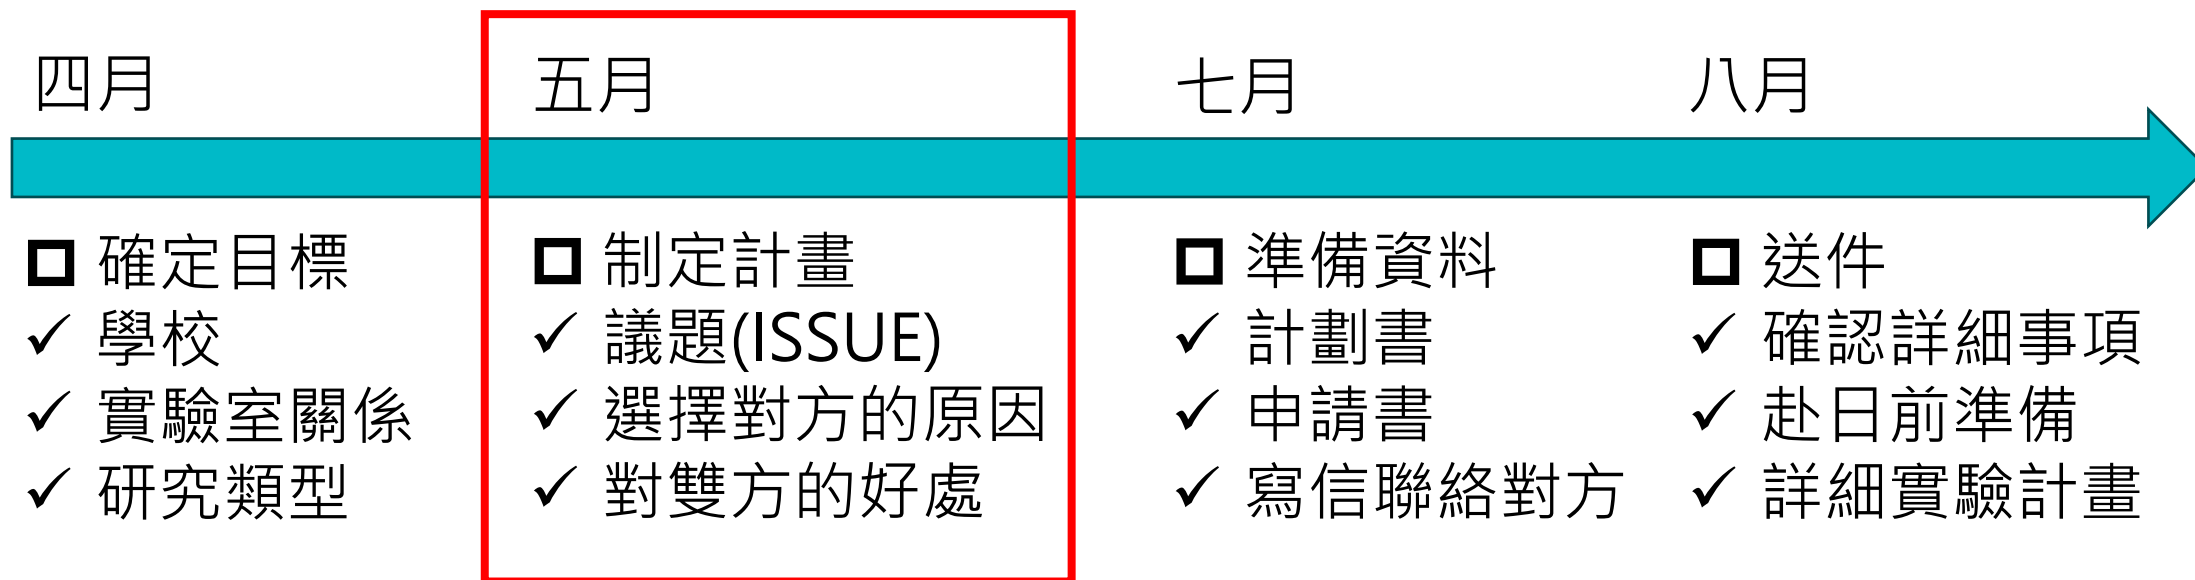 四月
五月
七月
八月
確定目標
學校
實驗室關係
研究類型
制定計畫
議題(ISSUE)
選擇對方的原因
對雙方的好處
準備資料
計劃書
申請書
寫信聯絡對方
送件
確認詳細事項
赴日前準備
詳細實驗計畫